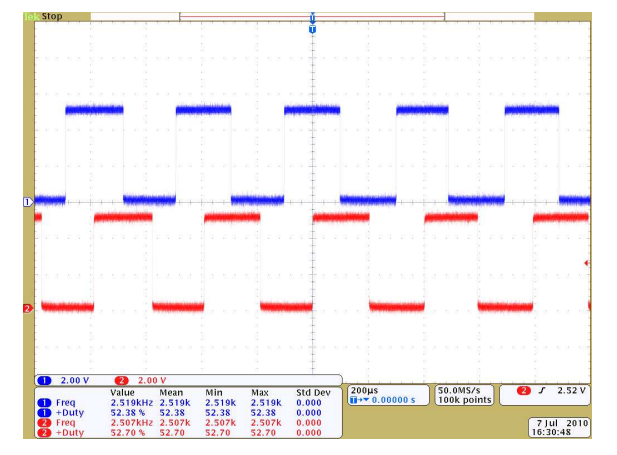 Tek Stop
T
1
2
1 2.00 V 2 2.00 V
Value Mean Min Max Std Dev
1 Freq 2.519kHz 2.519k 2.519k 2.519k 0.000
1 +Duty 52.38 % 52.38 52.38 52.38 0.000
2 Freq 2.507kHz 2.507k 2.507k 2.507k 0.000
2 +Duty 52.70 % 52.70 52.70 52.70 0.000
200µs
T→▼ 0.00000 s
50.0MS/s
100k points
2 ∫ 2.52 V
7 Jul 2010
16:30:48